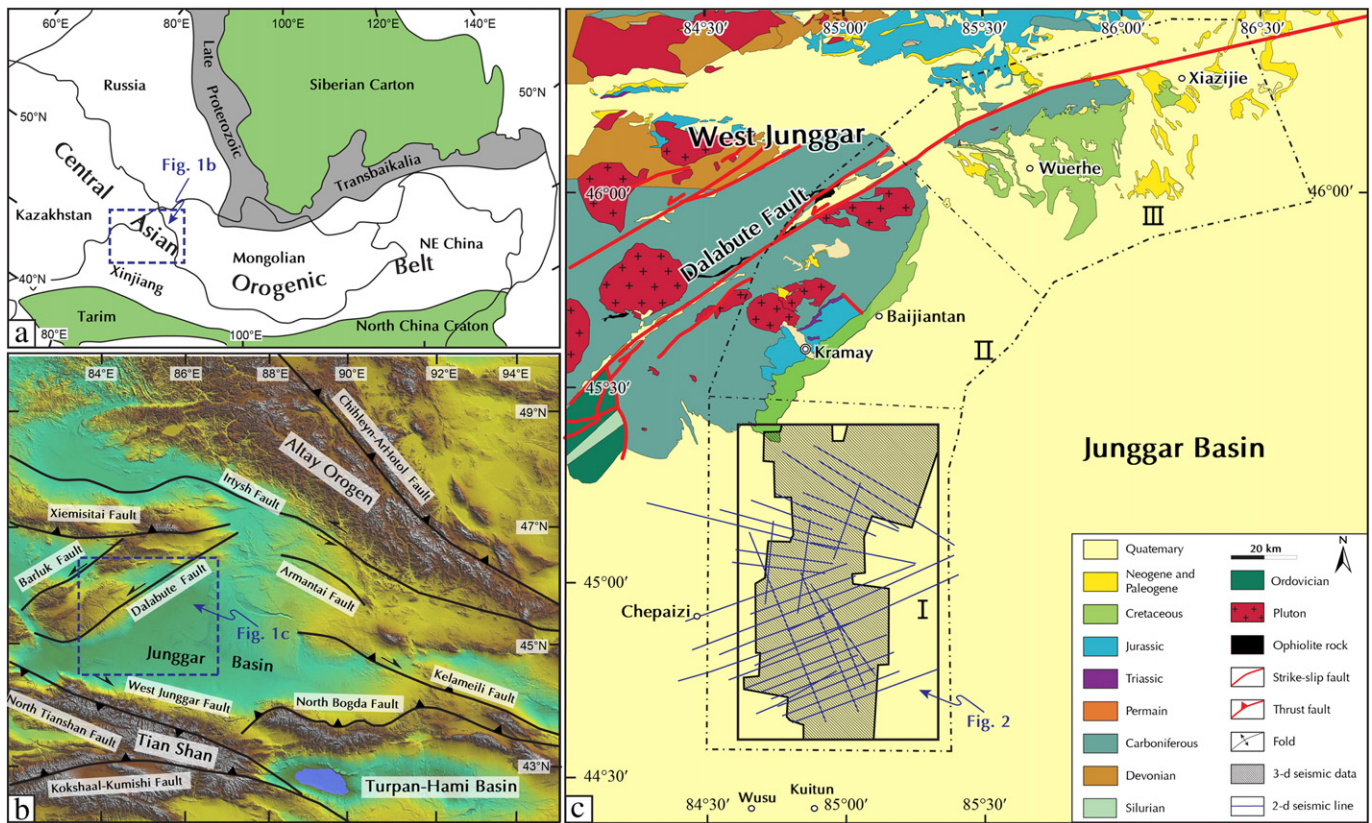 80°E
100°E
120°E
140°E
Russia
50°N
50°N
Late
Proterozoic
Siberian Carton
Transbaikalia
Central
Asian
Orogenic
Belt
Fig. 1b
Kazakhstan
Mongolian
NE China
40°N
Xinjiang
Tarim
North China Craton
80°E
100°E
a
84°E
86°E
88°E
90°E
92°E
94°E
49°N
47°N
45°N
43°N
Chihleyn-ArHotol Fault
Altay Orogen
Irtysh Fault
Xiemisitai Fault
Barluk Fault
Dalabute Fault
Armantai Fault
Fig. 1c
Junggar Basin
Kelameili Fault
West Junggar Fault
North Bogda Fault
North Tianshan Fault
Tian Shan
Kokshaal-Kumishi Fault
Turpan-Hami Basin
b
84°30′
85°00′
85°30′
86°00′
86°30′
Xiazijie
West Junggar
Wuerhe
46°00′
46°00′
III
Dalabute Fault
Baijiantan
II
Kramay
45°30′
Junggar Basin
45°00′
Chepaizi
I
Fig. 2
44°30′
84°30′
Wusu
Kuitun
85°00′
85°30′
c
Quatemary
Neogene and
Paleogene
Cretaceous
Jurassic
Triassic
Permain
Carboniferous
Devonian
Silurian
20 km
N
Ordovician
Pluton
Ophiolite rock
Strike-slip fault
Thrust fault
Fold
3-d seismic data
2-d seismic line